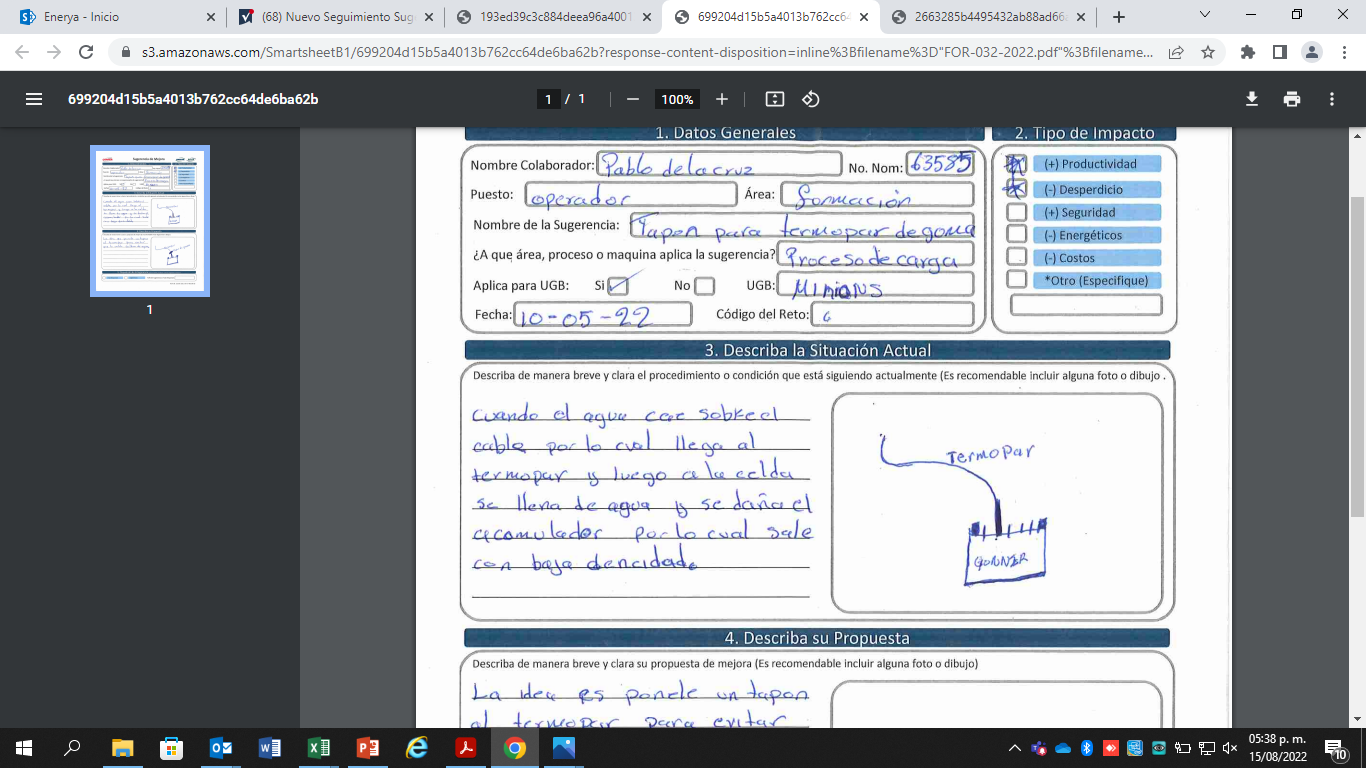 Enerya - Inicio
(68) Nuevo Seguimiento Sug
193ed39c3c884deea96a4001
699204d15b5a4013b762cc64
2663285b4495432ab88ad66
s3.amazonaws.com/SmartsheetB1/699204d15b5a4013b762cc64de6ba62b?response-content-disposition=inline%3Bfilename%3D"FOR-032-2022.pdf"%3Bfilename...
699204d15b5a4013b762cc64de6ba62b
1 / 1
100%
1
1. Datos Generales
2. Tipo de Impacto
Nombre Colaborador: Pablo delacruz No. Nom: 63585
Puesto: operador Área: formación
Nombre de la Sugerencia: Tapon para termopar de goma
¿A que área, proceso o maquina aplica la sugerencia? Proceso de carga
Aplica para UGB: Si No UGB: MINIONS
Fecha: 10-05-22 Código del Reto: 6
(+) Productividad
(-) Desperdicio
(+) Seguridad
(-) Energéticos
(-) Costos
*Otro (Especifique)
3. Describa la Situación Actual
Describa de manera breve y clara el procedimiento o condición que está siguiendo actualmente (Es recomendable incluir alguna foto o dibujo .
Cuando el agua cae sobre el
cable por lo cual llega al
termopar y luego a la celda
se llena de agua y se daña el
acomulador por lo cual sale
con baja dencidad.
Termopar
GONNIER
4. Describa su Propuesta
Describa de manera breve y clara su propuesta de mejora (Es recomendable incluir alguna foto o dibujo)
La idea es ponele un tapon
al termopar para evitar
05:38 p. m.
15/08/2022
10